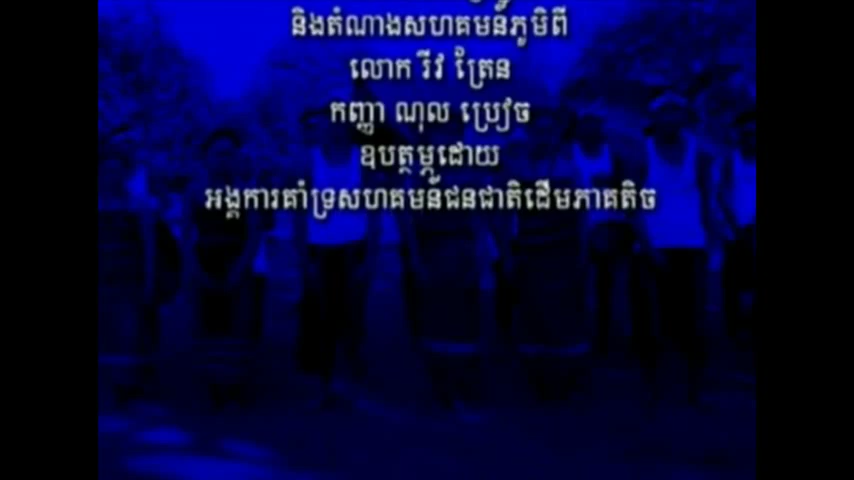 និងតំណាងសហគមន៍ភូមិពី
លោក រីវ ត្រែន
កញ្ញា ណុល ប្រៀច
ឧបត្ថម្ភដោយ
អង្គការគាំទ្រសហគមន៍ជនជាតិដើមភាគតិច